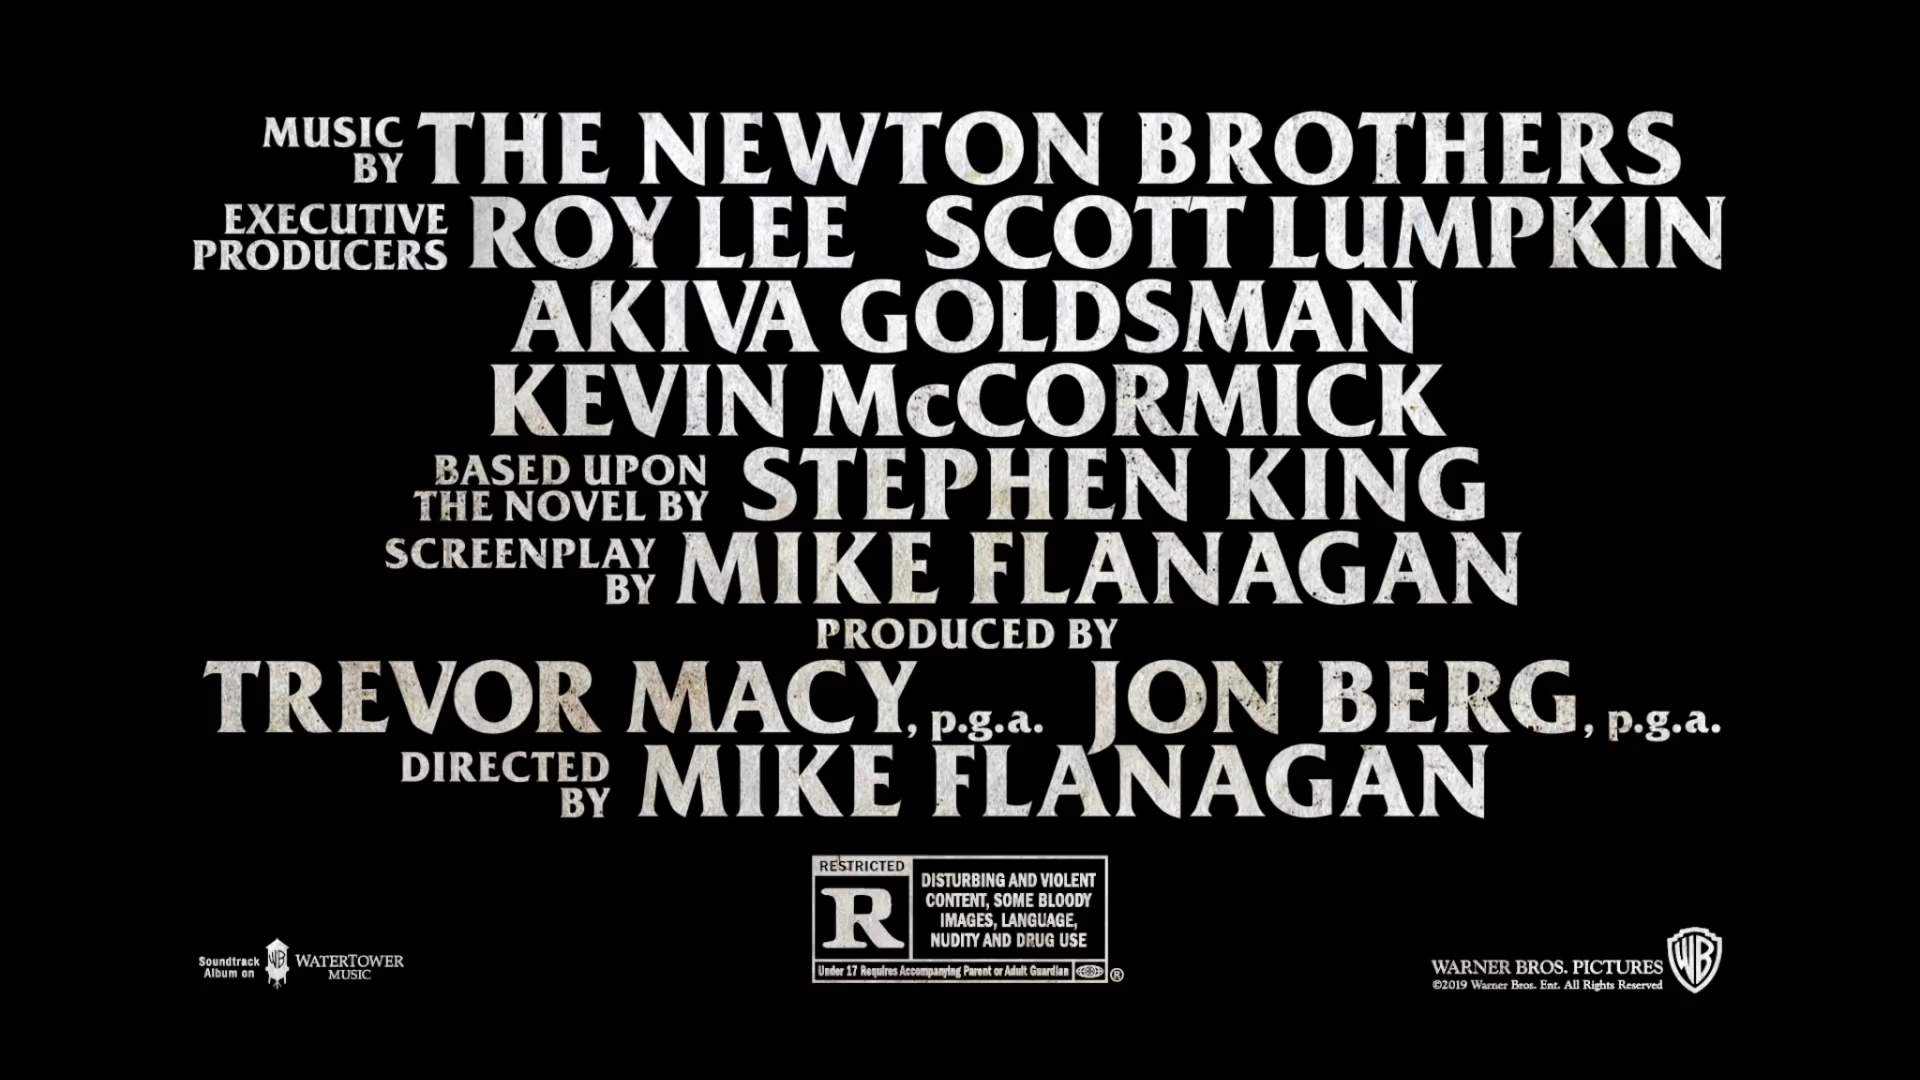 MUSIC BY THE NEWTON BROTHERS
EXECUTIVE PRODUCERS ROY LEE SCOTT LUMPKIN
AKIVA GOLDSMAN
KEVIN McCORMICK
BASED UPON THE NOVEL BY STEPHEN KING
SCREENPLAY BY MIKE FLANAGAN
PRODUCED BY
TREVOR MACY, p.g.a. JON BERG, p.g.a.
DIRECTED BY MIKE FLANAGAN
RESTRICTED
R
DISTURBING AND VIOLENT
CONTENT, SOME BLOODY
IMAGES, LANGUAGE,
NUDITY AND DRUG USE
Under 17 Requires Accompanying Parent or Adult Guardian ®
Soundtrack Album on WB WATERTOWER MUSIC
WARNER BROS. PICTURES WB
©2019 Warner Bros. Ent. All Rights Reserved